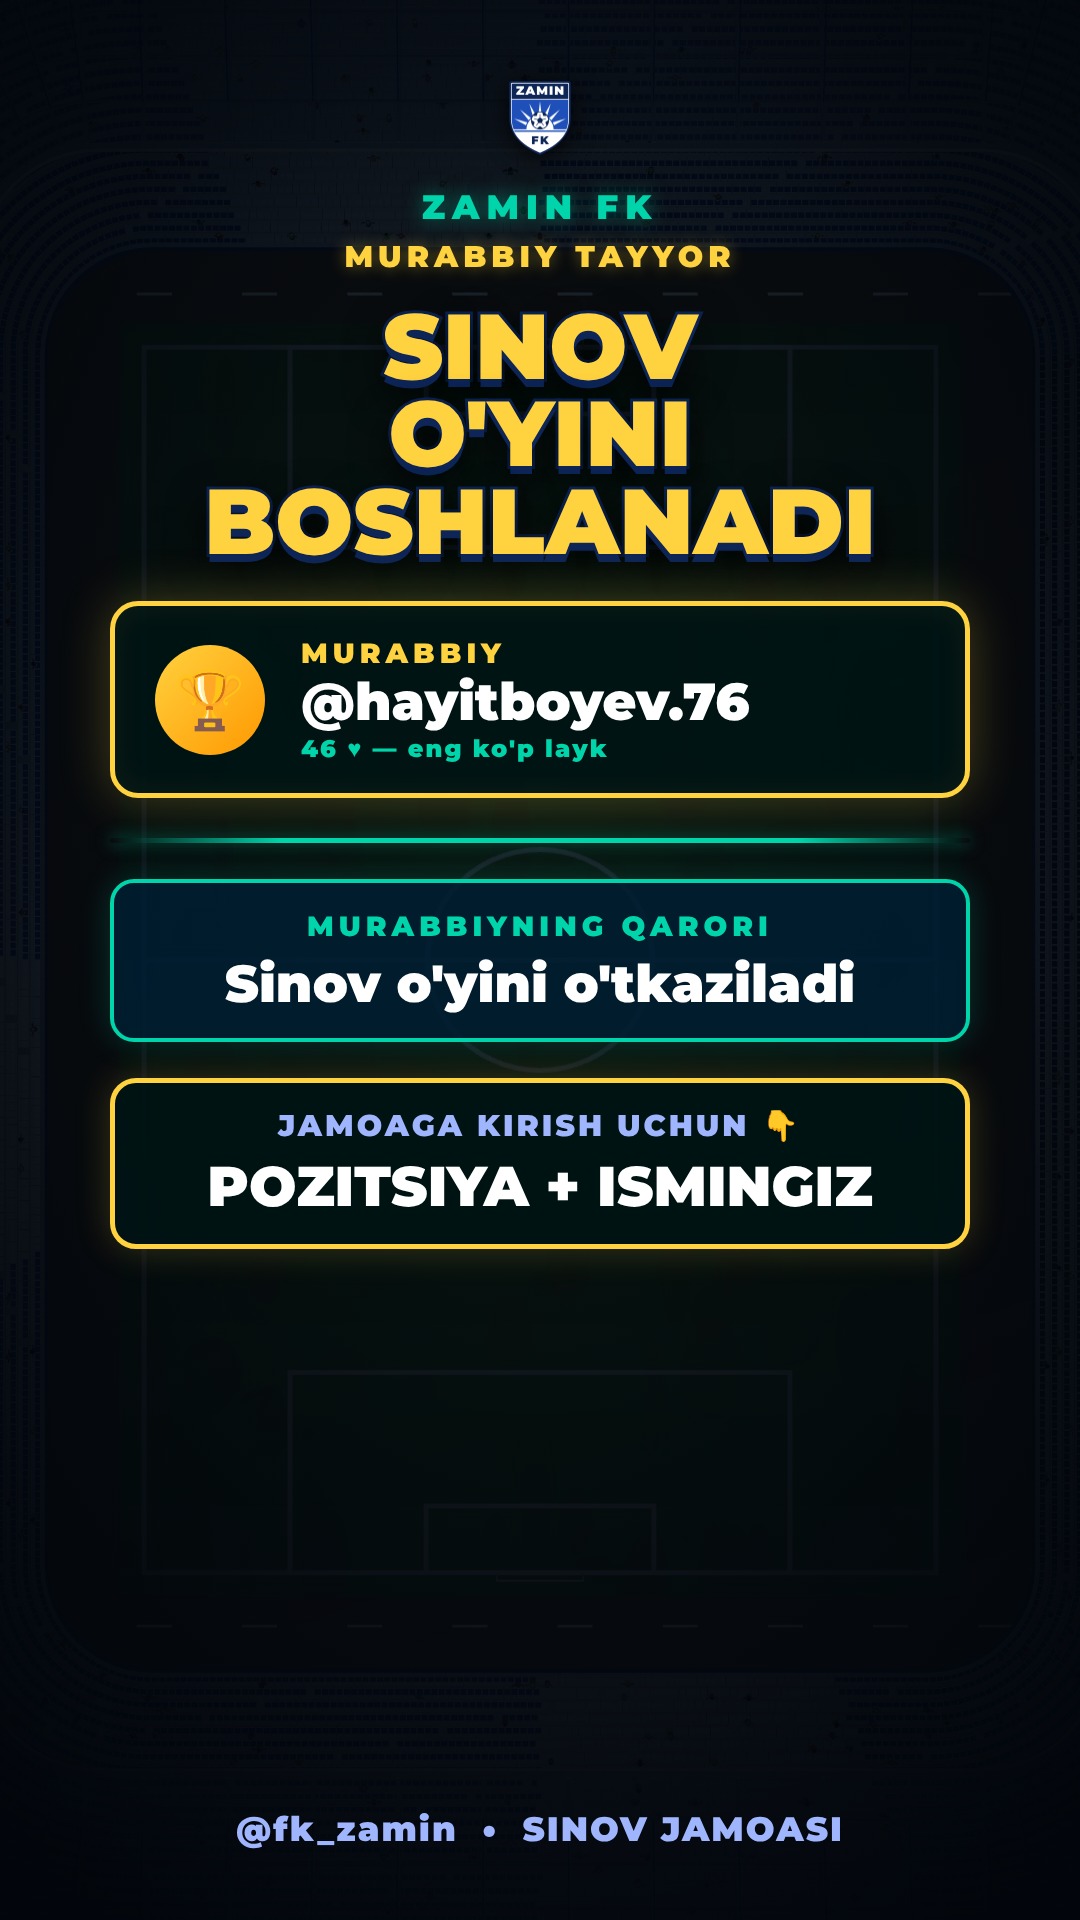 ZAMIN
FK
ZAMIN FK
MURABBIY TAYYOR
SINOV
O'YINI
BOSHLANADI
MURABBIY
@hayitboyev.76
46 ♥ — eng ko'p layk
MURABBIYNING QARORI
Sinov o'yini o'tkaziladi
JAMOAGA KIRISH UCHUN 👇
POZITSIYA + ISMINGIZ
@fk_zamin • SINOV JAMOASI